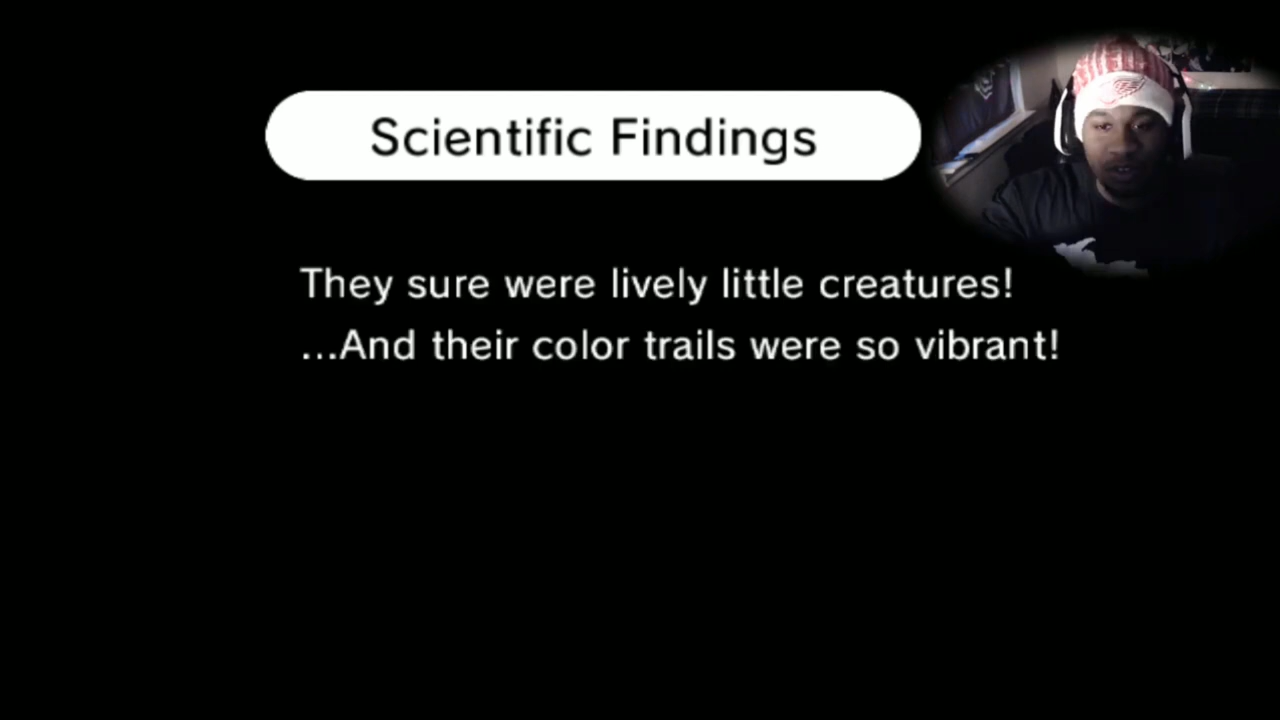 Scientific Findings
They sure were lively little creatures!
...And their color trails were so vibrant!